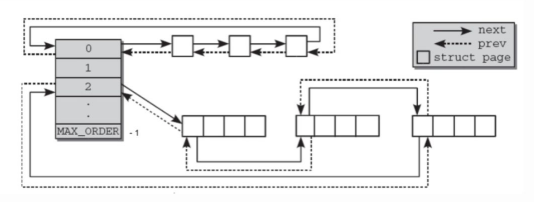 0
1
2
.
.
MAX_ORDER - 1
next
prev
struct page